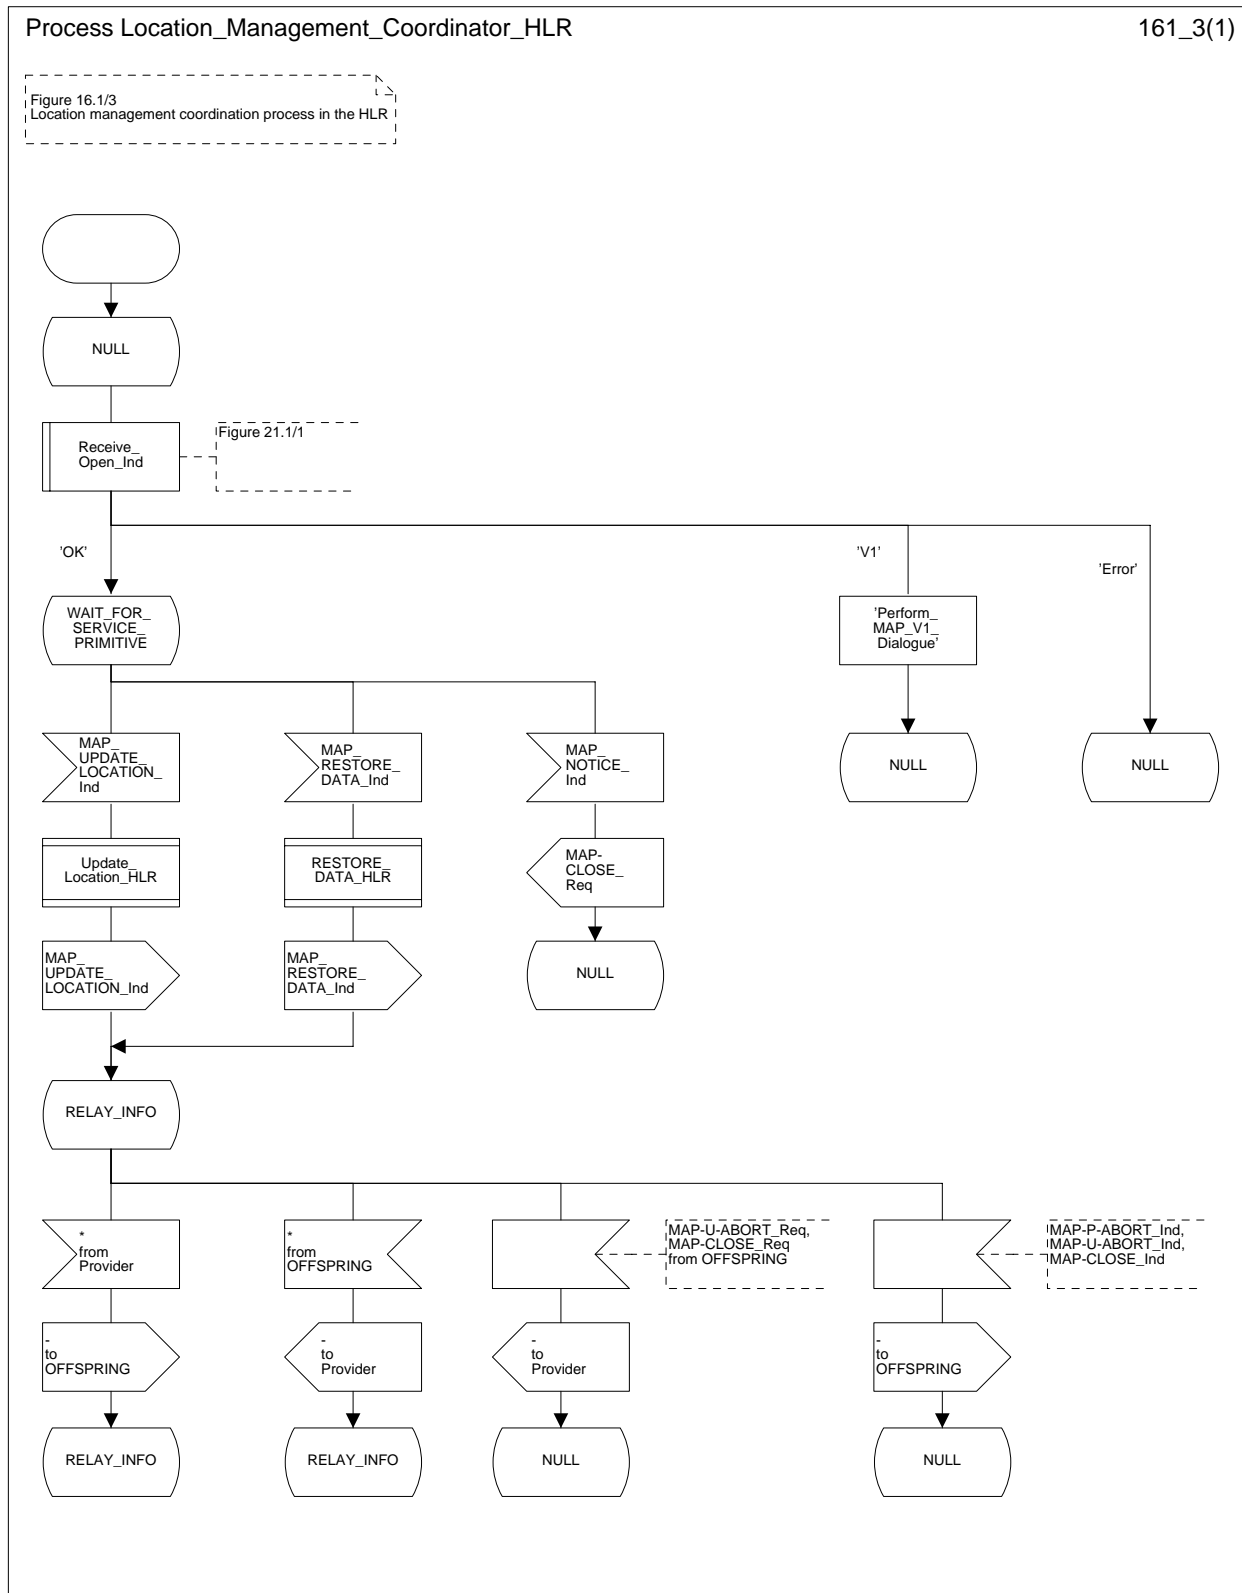 Process Location_Management_Coordinator_HLR
161_3(1)
Figure 16.1/3
Location management coordination process in the HLR
NULL
Receive_
Open_Ind
Figure 21.1/1
'OK'
'V1'
'Error'
WAIT_FOR_
SERVICE_
PRIMITIVE
'Perform_
MAP_V1_
Dialogue'
MAP_
UPDATE_
LOCATION_
Ind
MAP_
RESTORE_
DATA_Ind
MAP_
NOTICE_
Ind
NULL
NULL
Update_
Location_HLR
RESTORE_
DATA_HLR
MAP-
CLOSE_
Req
MAP_
UPDATE_
LOCATION_Ind
MAP_
RESTORE_
DATA_Ind
NULL
RELAY_INFO
*
from
Provider
*
from
OFFSPRING
MAP-U-ABORT_Req,
MAP-CLOSE_Req
from OFFSPRING
MAP-P-ABORT_Ind,
MAP-U-ABORT_Ind,
MAP-CLOSE_Ind
-
to
OFFSPRING
-
to
Provider
-
to
Provider
-
to
OFFSPRING
RELAY_INFO
RELAY_INFO
NULL
NULL